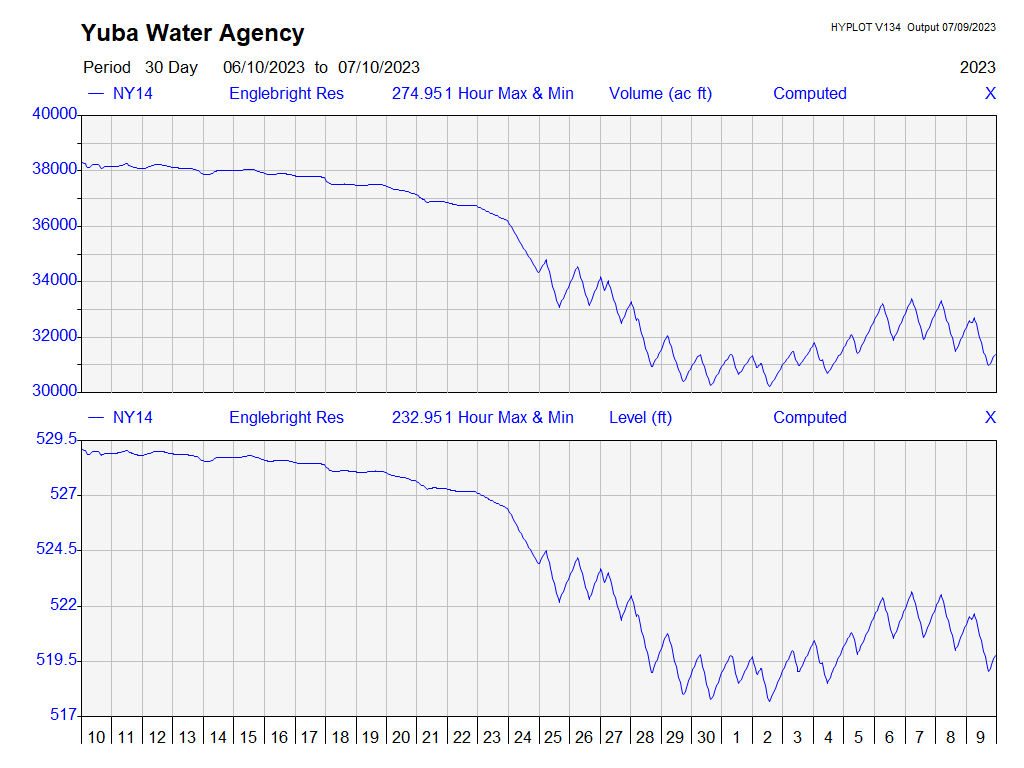 Yuba Water Agency
HYPLOT V134 Output 07/09/2023
Period 30 Day 06/10/2023 to 07/10/2023 2023
— NY14 Englebright Res 274.951 Hour Max & Min Volume (ac ft) Computed X
40000
38000
36000
34000
32000
30000
— NY14 Englebright Res 232.951 Hour Max & Min Level (ft) Computed X
529.5
527
524.5
522
519.5
517
10 11 12 13 14 15 16 17 18 19 20 21 22 23 24 25 26 27 28 29 30 1 2 3 4 5 6 7 8 9